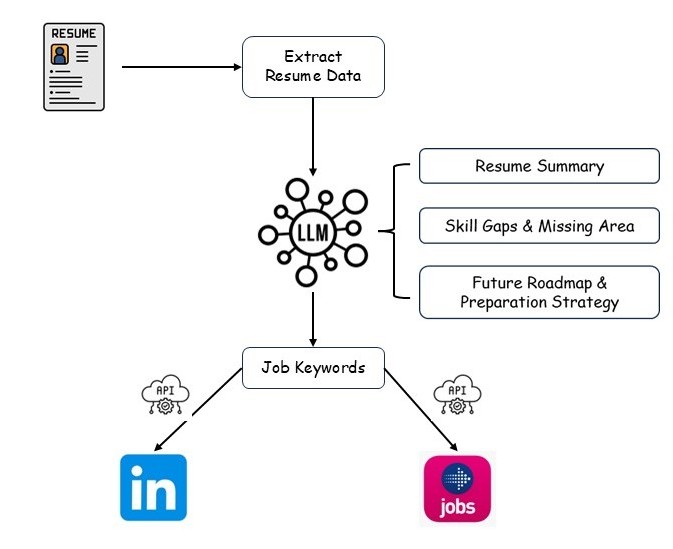 RESUME
Extract
Resume Data
LLM
Resume Summary
Skill Gaps & Missing Area
Future Roadmap &
Preparation Strategy
Job Keywords
API
API
in
jobs